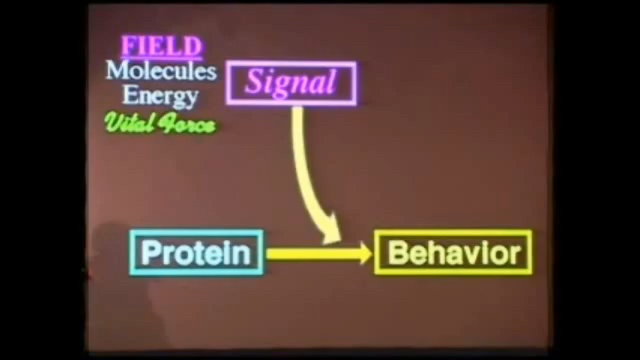 FIELD
Molecules
Energy
Vital Force
Signal
Protein
Behavior